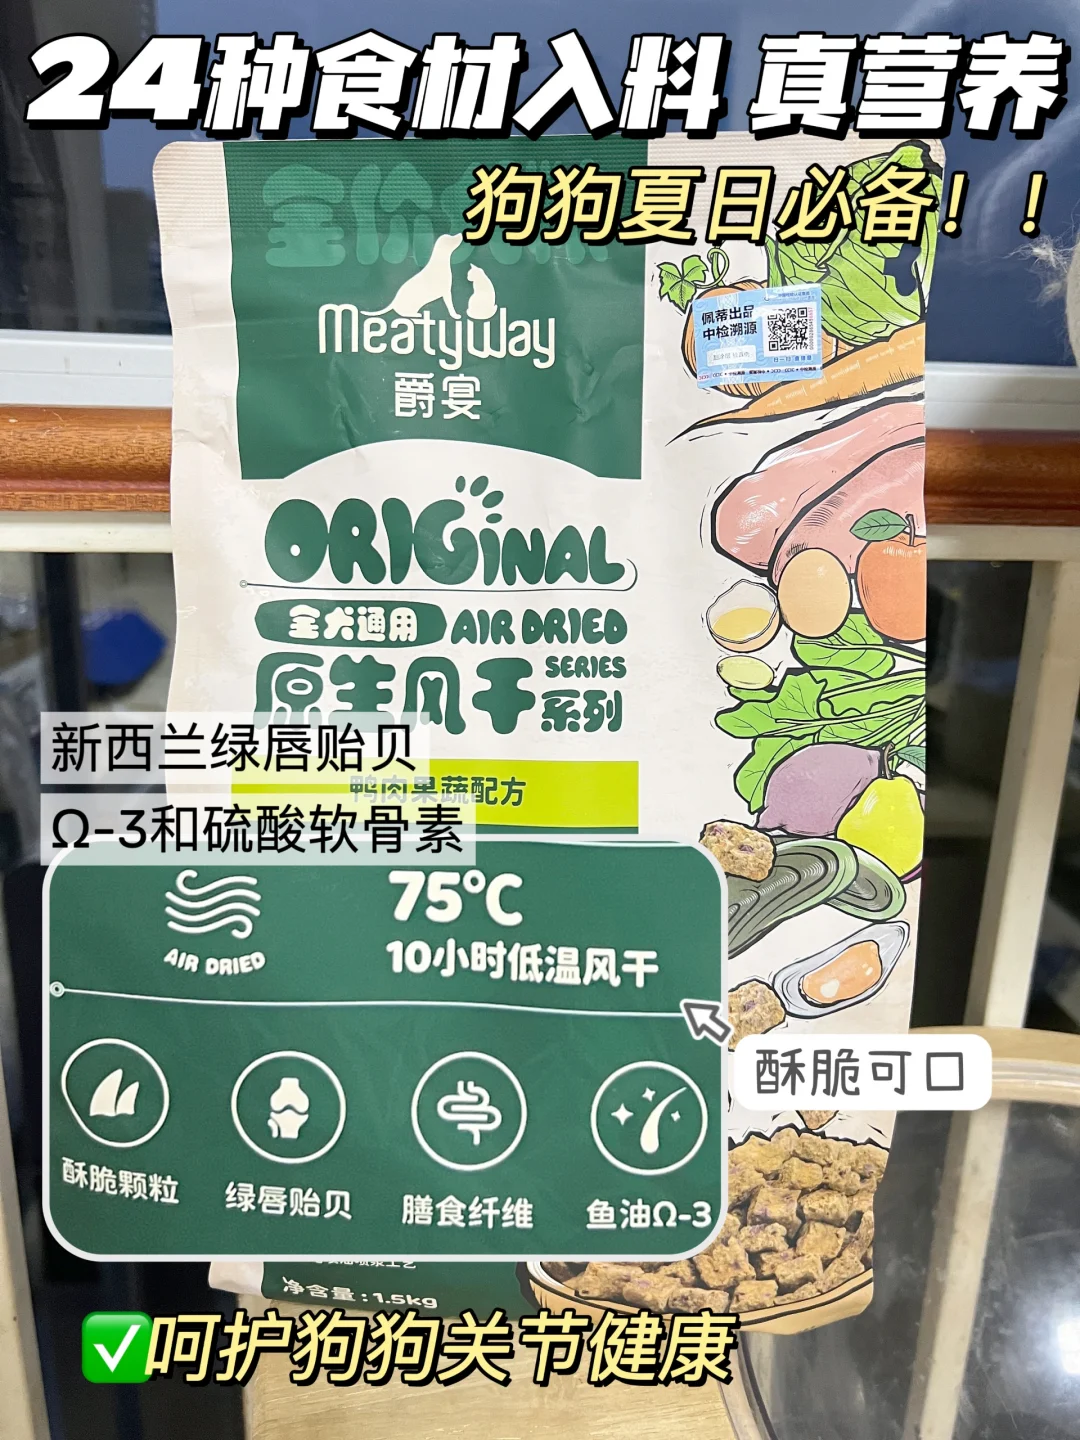 24种食材入料 真营养
狗狗夏日必备！！
MeatyWay
爵宴
佩蒂出品
中检溯源
ORIGINAL
全犬通用 AIR DRIED
原生风干 SERIES
系列
新西兰绿唇贻贝
鸭肉果蔬配方
Ω-3和硫酸软骨素
AIR DRIED
75°C
10小时低温风干
酥脆可口
酥脆颗粒
绿唇贻贝
膳食纤维
鱼油Ω-3
净含量：1.5kg
✅呵护狗狗关节健康